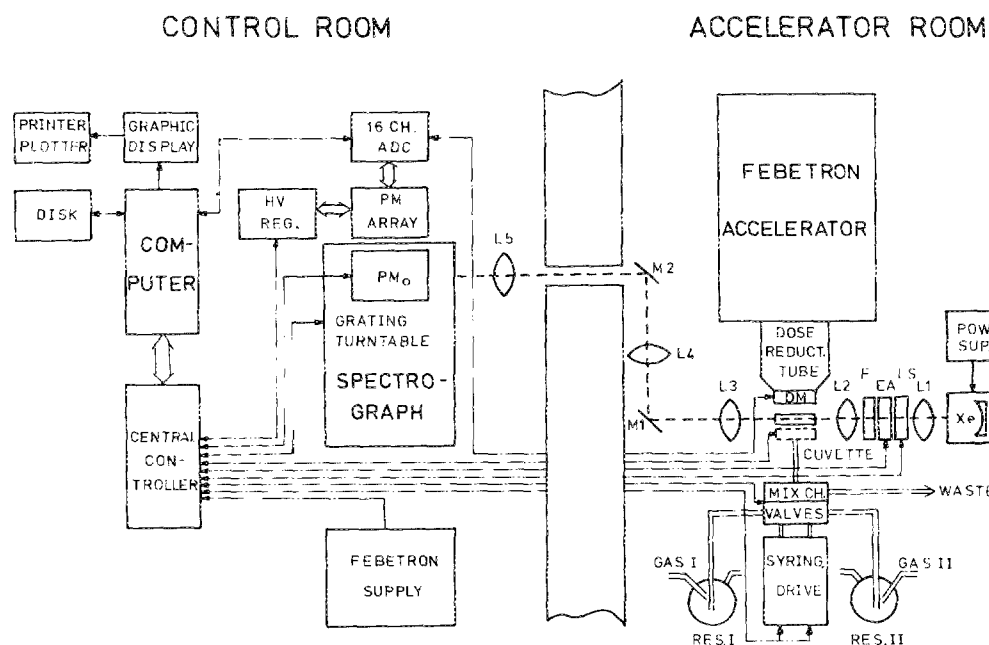 CONTROL ROOM
ACCELERATOR ROOM
PRINTER
PLOTTER
GRAPHIC
DISPLAY
16 CH.
ADC
DISK
COM-
PUTER
HV
REG.
PM
ARRAY
PM₀
GRATING
TURNTABLE
SPECTRO-
GRAPH
CENTRAL
CON-
TROLLER
FEBETRON
SUPPLY
L5
M2
L4
M1
L3
FEBETRON
ACCELERATOR
DOSE
REDUCT.
TUBE
DM
L2
F
EA
LS
L1
POW
SUP
Xe
CUVETTE
MIX CH.
VALVES
WASTE
SYRING.
DRIVE
GAS I
GAS II
RES.I
RES.II